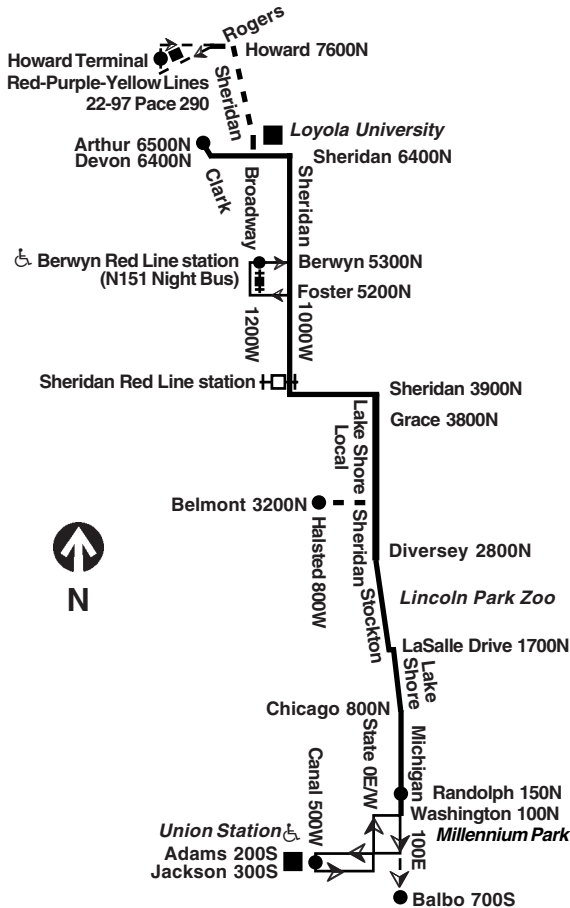 Rogers
Howard 7600N
Howard Terminal
Red-Purple-Yellow Lines
22-97 Pace 290
Sheridan
Loyola University
Arthur 6500N
Devon 6400N
Sheridan 6400N
Clark
Broadway
Sheridan
Berwyn Red Line station
(N151 Night Bus)
Berwyn 5300N
Foster 5200N
1200W
1000W
Sheridan Red Line station
Sheridan 3900N
Grace 3800N
Lake Shore
Local
Belmont 3200N
Halsted 800W
Sheridan
Diversey 2800N
Stockton
Lincoln Park Zoo
N
LaSalle Drive 1700N
Lake
Shore
Chicago 800N
State 0E/W
Michigan
Canal 500W
Randolph 150N
Washington 100N
Millennium Park
100E
Union Station
Adams 200S
Jackson 300S
Balbo 700S